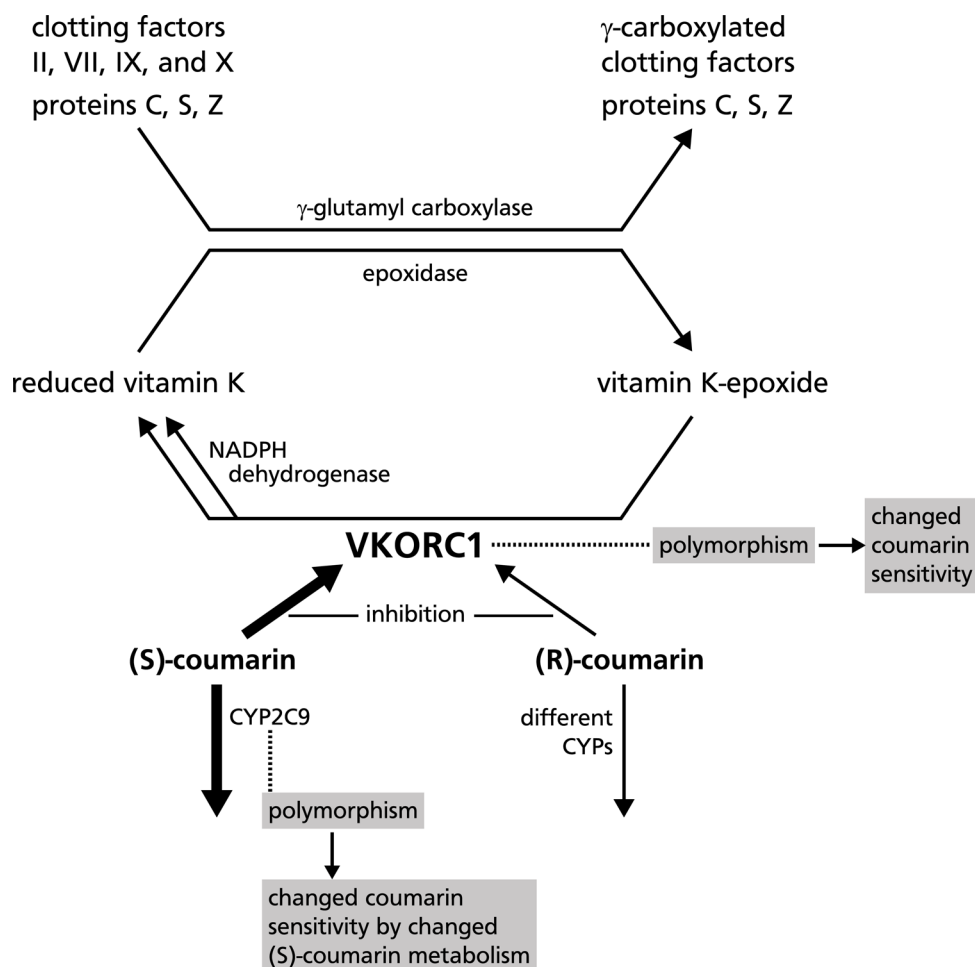 clotting factors
II, VII, IX, and X
proteins C, S, Z
γ-carboxylated
clotting factors
proteins C, S, Z
γ-glutamyl carboxylase
epoxidase
reduced vitamin K
vitamin K-epoxide
NADPH
dehydrogenase
VKORC1
polymorphism
changed
coumarin
sensitivity
inhibition
(S)-coumarin
(R)-coumarin
CYP2C9
different
CYPs
polymorphism
changed coumarin
sensitivity by changed
(S)-coumarin metabolism